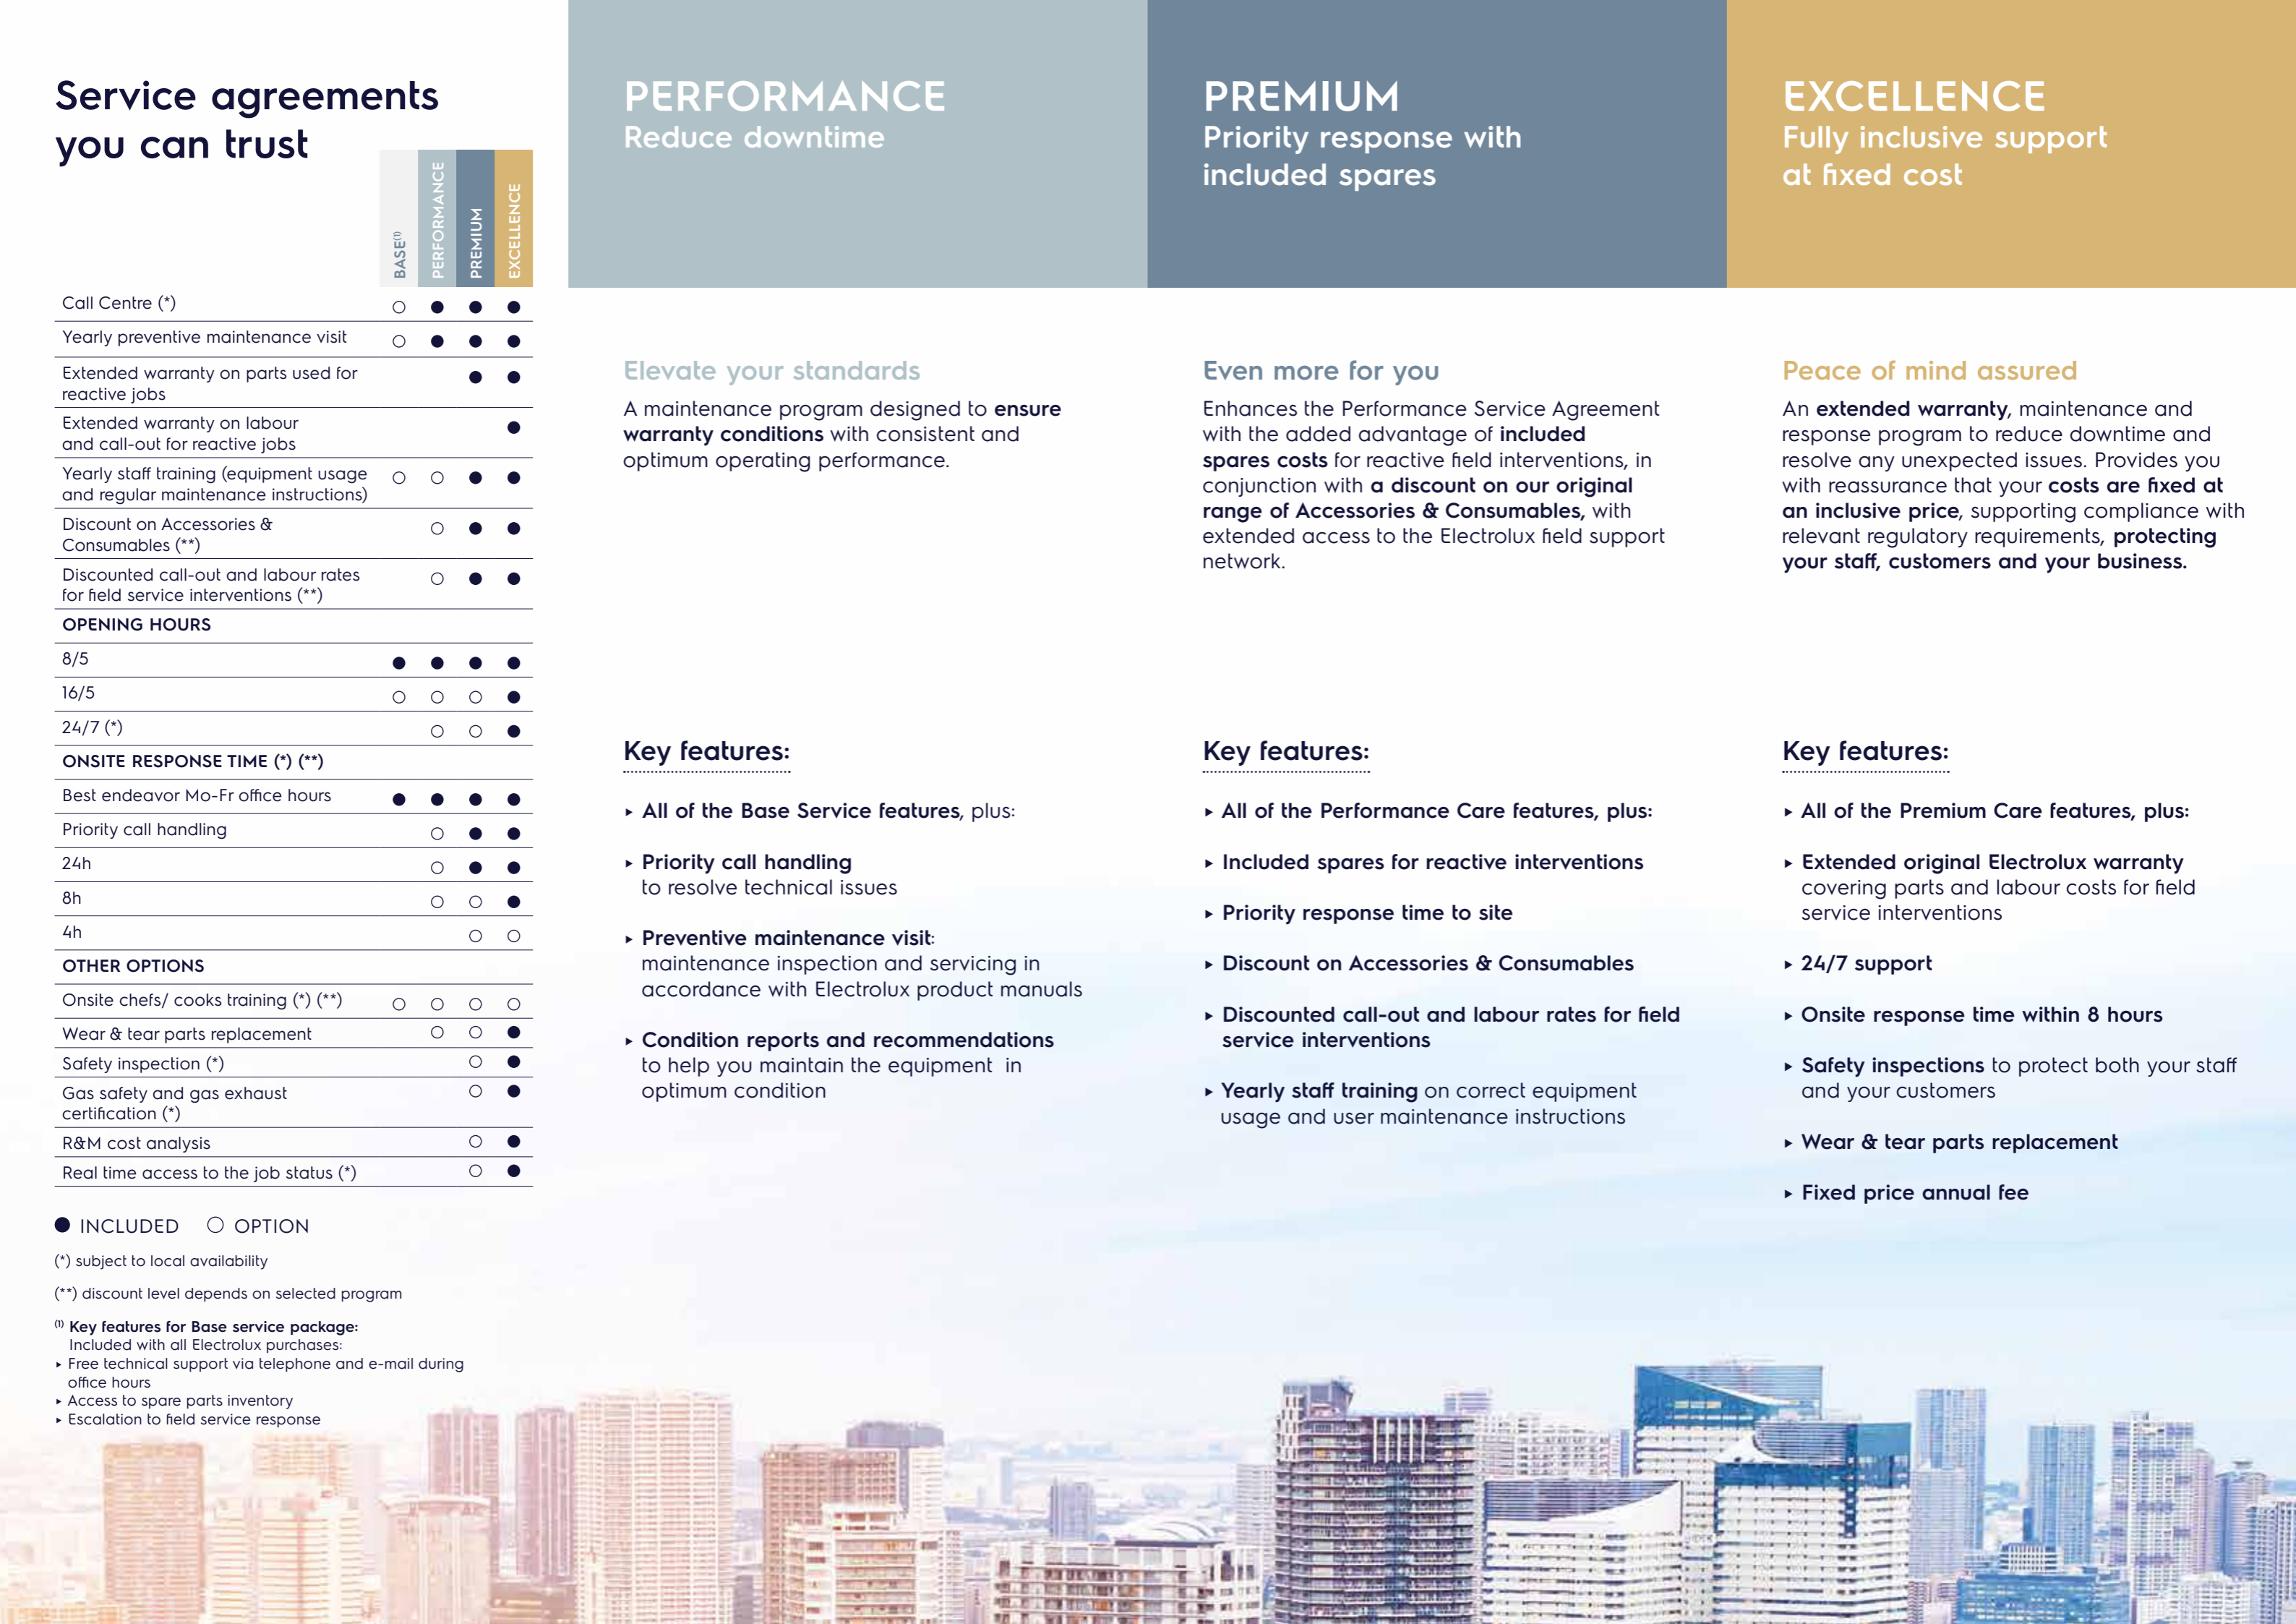 Service agreements
you can trust
BASE(1)
PERFORMANCE
PREMIUM
EXCELLENCE
Call Centre (*) ○ ● ● ●
Yearly preventive maintenance visit ○ ● ● ●
Extended warranty on parts used for
reactive jobs ● ●
Extended warranty on labour
and call-out for reactive jobs ●
Yearly staff training (equipment usage
and regular maintenance instructions) ○ ○ ● ●
Discount on Accessories &
Consumables (**) ○ ● ●
Discounted call-out and labour rates
for field service interventions (**) ○ ● ●
OPENING HOURS
8/5 ● ● ● ●
16/5 ○ ○ ○ ●
24/7 (*) ○ ○ ●
ONSITE RESPONSE TIME (*) (**)
Best endeavor Mo-Fr office hours ● ● ● ●
Priority call handling ○ ● ●
24h ○ ● ●
8h ○ ○ ●
4h ○ ○
OTHER OPTIONS
Onsite chefs/ cooks training (*) (**) ○ ○ ○ ○
Wear & tear parts replacement ○ ○ ●
Safety inspection (*) ○ ●
Gas safety and gas exhaust
certification (*) ○ ●
R&M cost analysis ○ ●
Real time access to the job status (*) ○ ●
● INCLUDED ○ OPTION
(*) subject to local availability
(**) discount level depends on selected program
(1) Key features for Base service package:
Included with all Electrolux purchases:
▸ Free technical support via telephone and e-mail during
office hours
▸ Access to spare parts inventory
▸ Escalation to field service response
PERFORMANCE
Reduce downtime
Elevate your standards
A maintenance program designed to ensure
warranty conditions with consistent and
optimum operating performance.
Key features:
▸ All of the Base Service features, plus:
▸ Priority call handling
to resolve technical issues
▸ Preventive maintenance visit:
maintenance inspection and servicing in
accordance with Electrolux product manuals
▸ Condition reports and recommendations
to help you maintain the equipment in
optimum condition
PREMIUM
Priority response with
included spares
Even more for you
Enhances the Performance Service Agreement
with the added advantage of included
spares costs for reactive field interventions, in
conjunction with a discount on our original
range of Accessories & Consumables, with
extended access to the Electrolux field support
network.
Key features:
▸ All of the Performance Care features, plus:
▸ Included spares for reactive interventions
▸ Priority response time to site
▸ Discount on Accessories & Consumables
▸ Discounted call-out and labour rates for field
service interventions
▸ Yearly staff training on correct equipment
usage and user maintenance instructions
EXCELLENCE
Fully inclusive support
at fixed cost
Peace of mind assured
An extended warranty, maintenance and
response program to reduce downtime and
resolve any unexpected issues. Provides you
with reassurance that your costs are fixed at
an inclusive price, supporting compliance with
relevant regulatory requirements, protecting
your staff, customers and your business.
Key features:
▸ All of the Premium Care features, plus:
▸ Extended original Electrolux warranty
covering parts and labour costs for field
service interventions
▸ 24/7 support
▸ Onsite response time within 8 hours
▸ Safety inspections to protect both your staff
and your customers
▸ Wear & tear parts replacement
▸ Fixed price annual fee